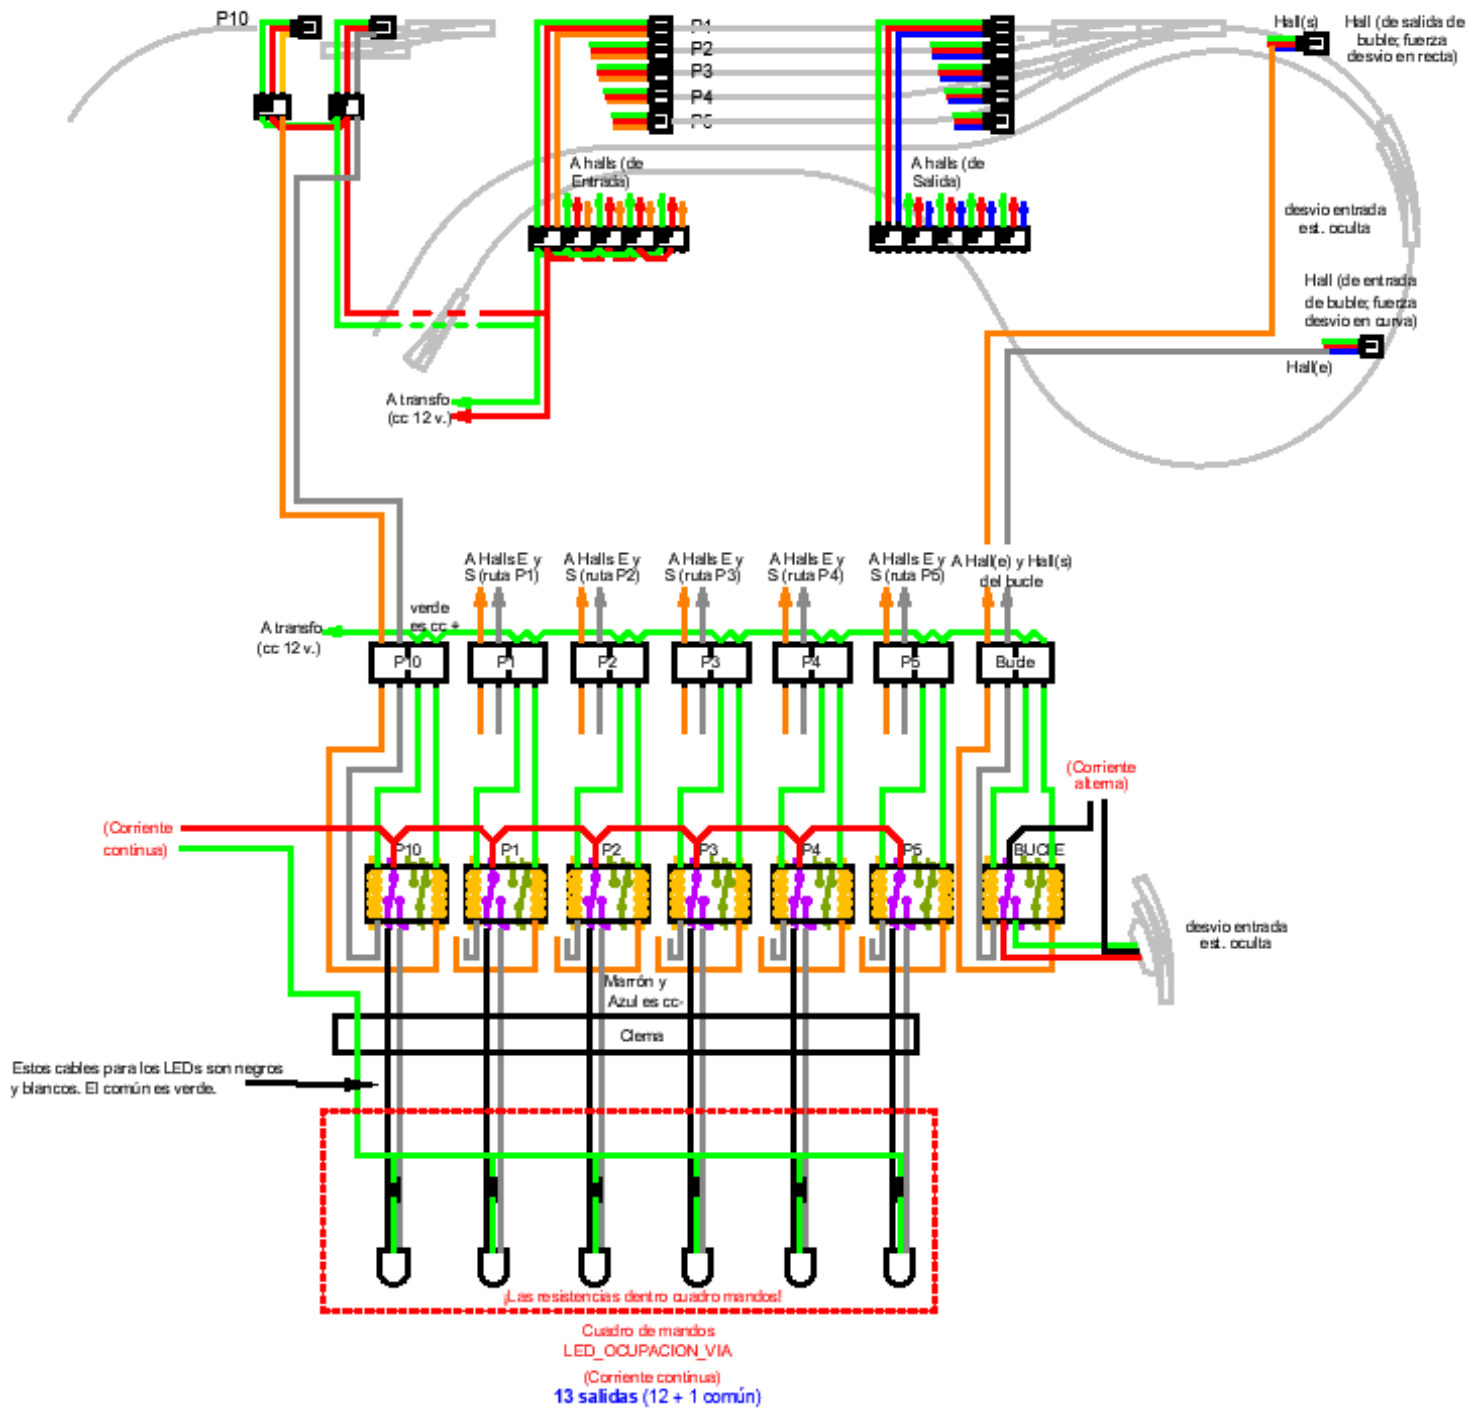 P10
P1
P2
P3
P4
P5
Hall(s)
Hall (de salida de
buble; fuerza
desvio en recta)
A halls (de
Entrada)
A halls (de
Salida)
desvio entrada
est. oculta
Hall (de entrada
de buble; fuerza
desvio en curva)
Hall(e)
A transfo
(cc 12 v.)
A Halls E y
S (ruta P1)
A Halls E y
S (ruta P2)
A Halls E y
S (ruta P3)
A Halls E y
S (ruta P4)
A Halls E y
S (ruta P5)
A Hall(e) y Hall(s)
del bucle
verde
es cc +
A transfo
(cc 12 v.)
P10
P1
P2
P3
P4
P5
Bucle
(Corriente
alterna)
(Corriente
continua)
P10
P1
P2
P3
P4
P5
BUCLE
desvio entrada
est. oculta
Marrón y
Azul es cc-
Clema
Estos cables para los LEDs son negros
y blancos. El común es verde.
¡Las resistencias dentro cuadro mandos!
Cuadro de mandos
LED_OCUPACION_VIA
(Corriente continua)
13 salidas (12 + 1 común)